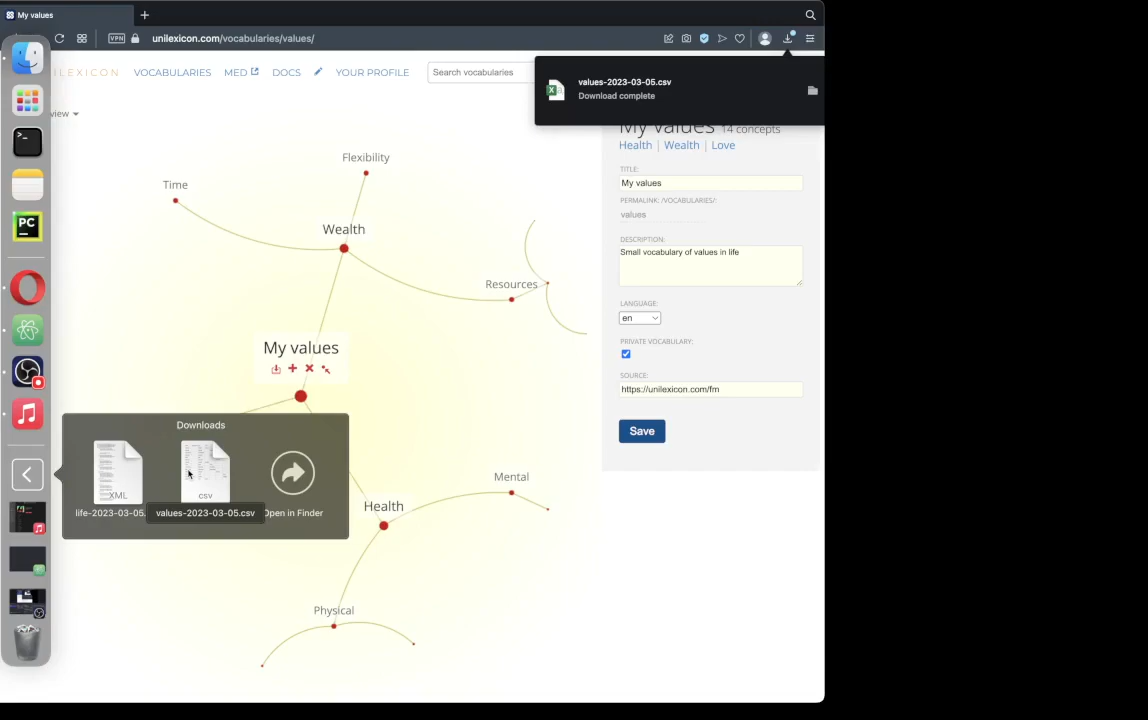 My values
VPN
unilexicon.com/vocabularies/values/
ILEXICON
VOCABULARIES
MED
DOCS
YOUR PROFILE
Search vocabularies
values-2023-03-05.csv
Download complete
view
My values 14 concepts
Health | Wealth | Love
TITLE:
My values
PERMALINK: /VOCABULARIES/:
values
DESCRIPTION:
Small vocabulary of values in life
LANGUAGE:
en
PRIVATE VOCABULARY:
SOURCE:
https://unilexicon.com/fm
Save
Flexibility
Time
Wealth
Resources
My values
Downloads
XML
csv
life-2023-03-05.
values-2023-03-05.csv
Open in Finder
Mental
Health
Physical
PC